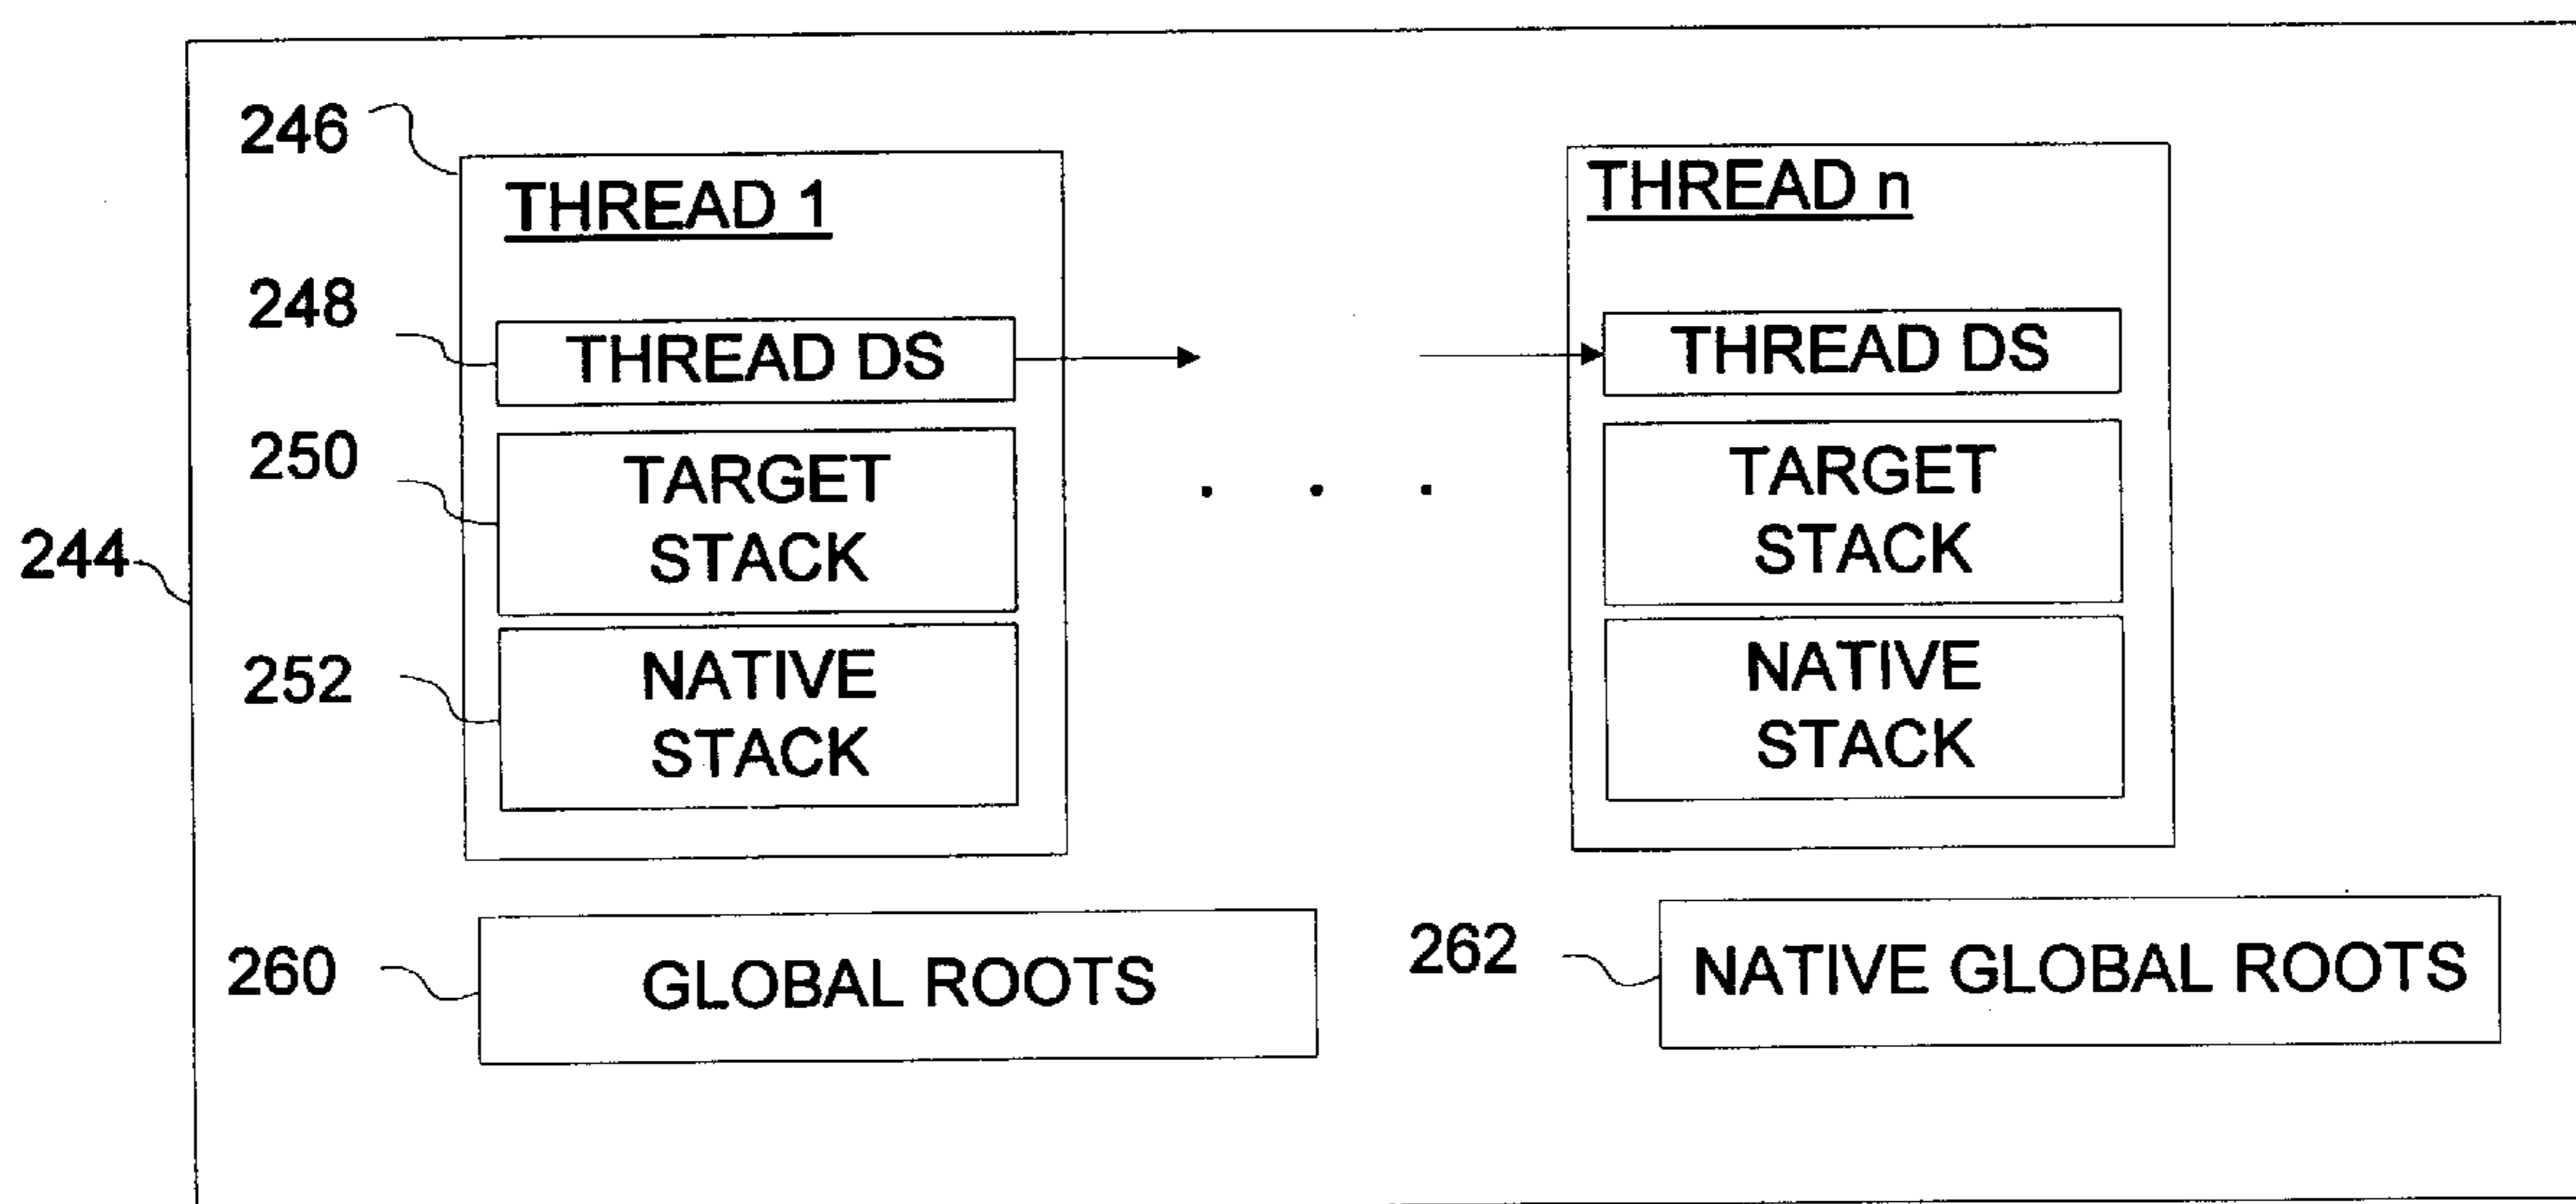 246
THREAD 1
THREAD n
248
THREAD DS
THREAD DS
250
TARGET
STACK
TARGET
STACK
. . .
244
252
NATIVE
STACK
NATIVE
STACK
260
GLOBAL ROOTS
262
NATIVE GLOBAL ROOTS